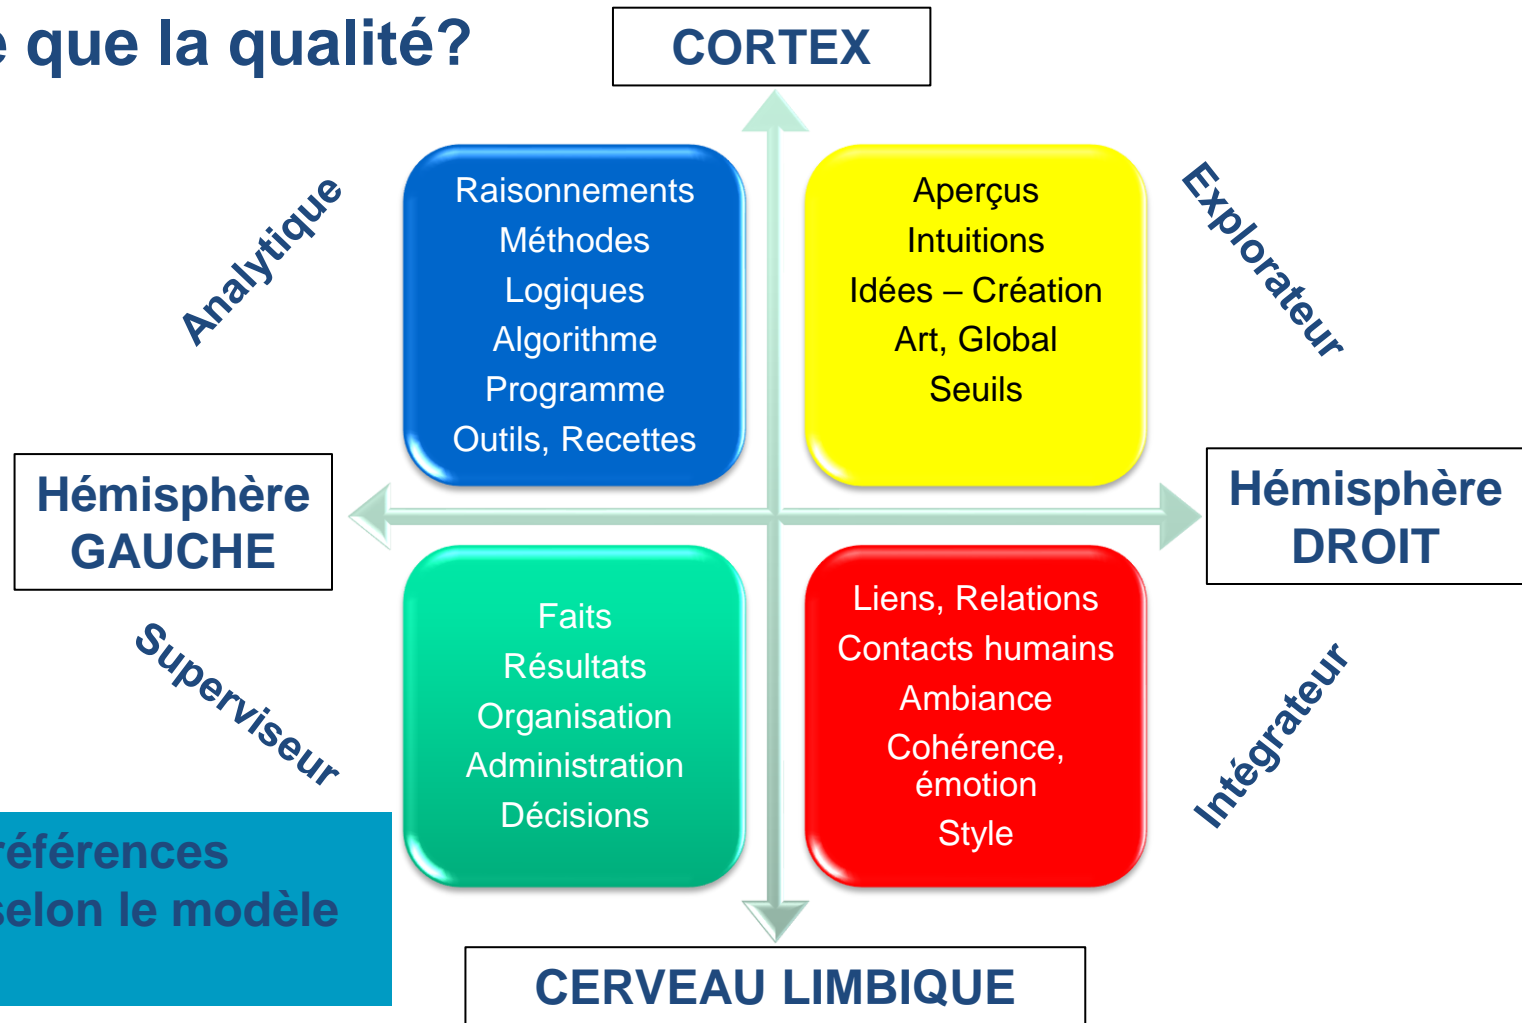 e que la qualité?
CORTEX
Analytique
Raisonnements
Méthodes
Logiques
Algorithme
Programme
Outils, Recettes
Aperçus
Intuitions
Idées – Création
Art, Global
Seuils
Explorateur
Hémisphère
GAUCHE
Hémisphère
DROIT
Superviseur
Faits
Résultats
Organisation
Administration
Décisions
Liens, Relations
Contacts humains
Ambiance
Cohérence,
émotion
Style
Intégrateur
références
selon le modèle
CERVEAU LIMBIQUE